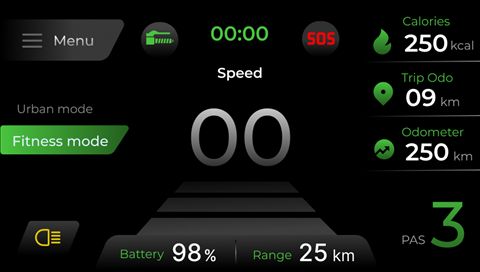 Menu
00:00
SOS
Speed
00
Urban mode
Fitness mode
Calories
250 kcal
Trip Odo
09 km
Odometer
250 km
PAS 3
Battery 98%
Range 25 km